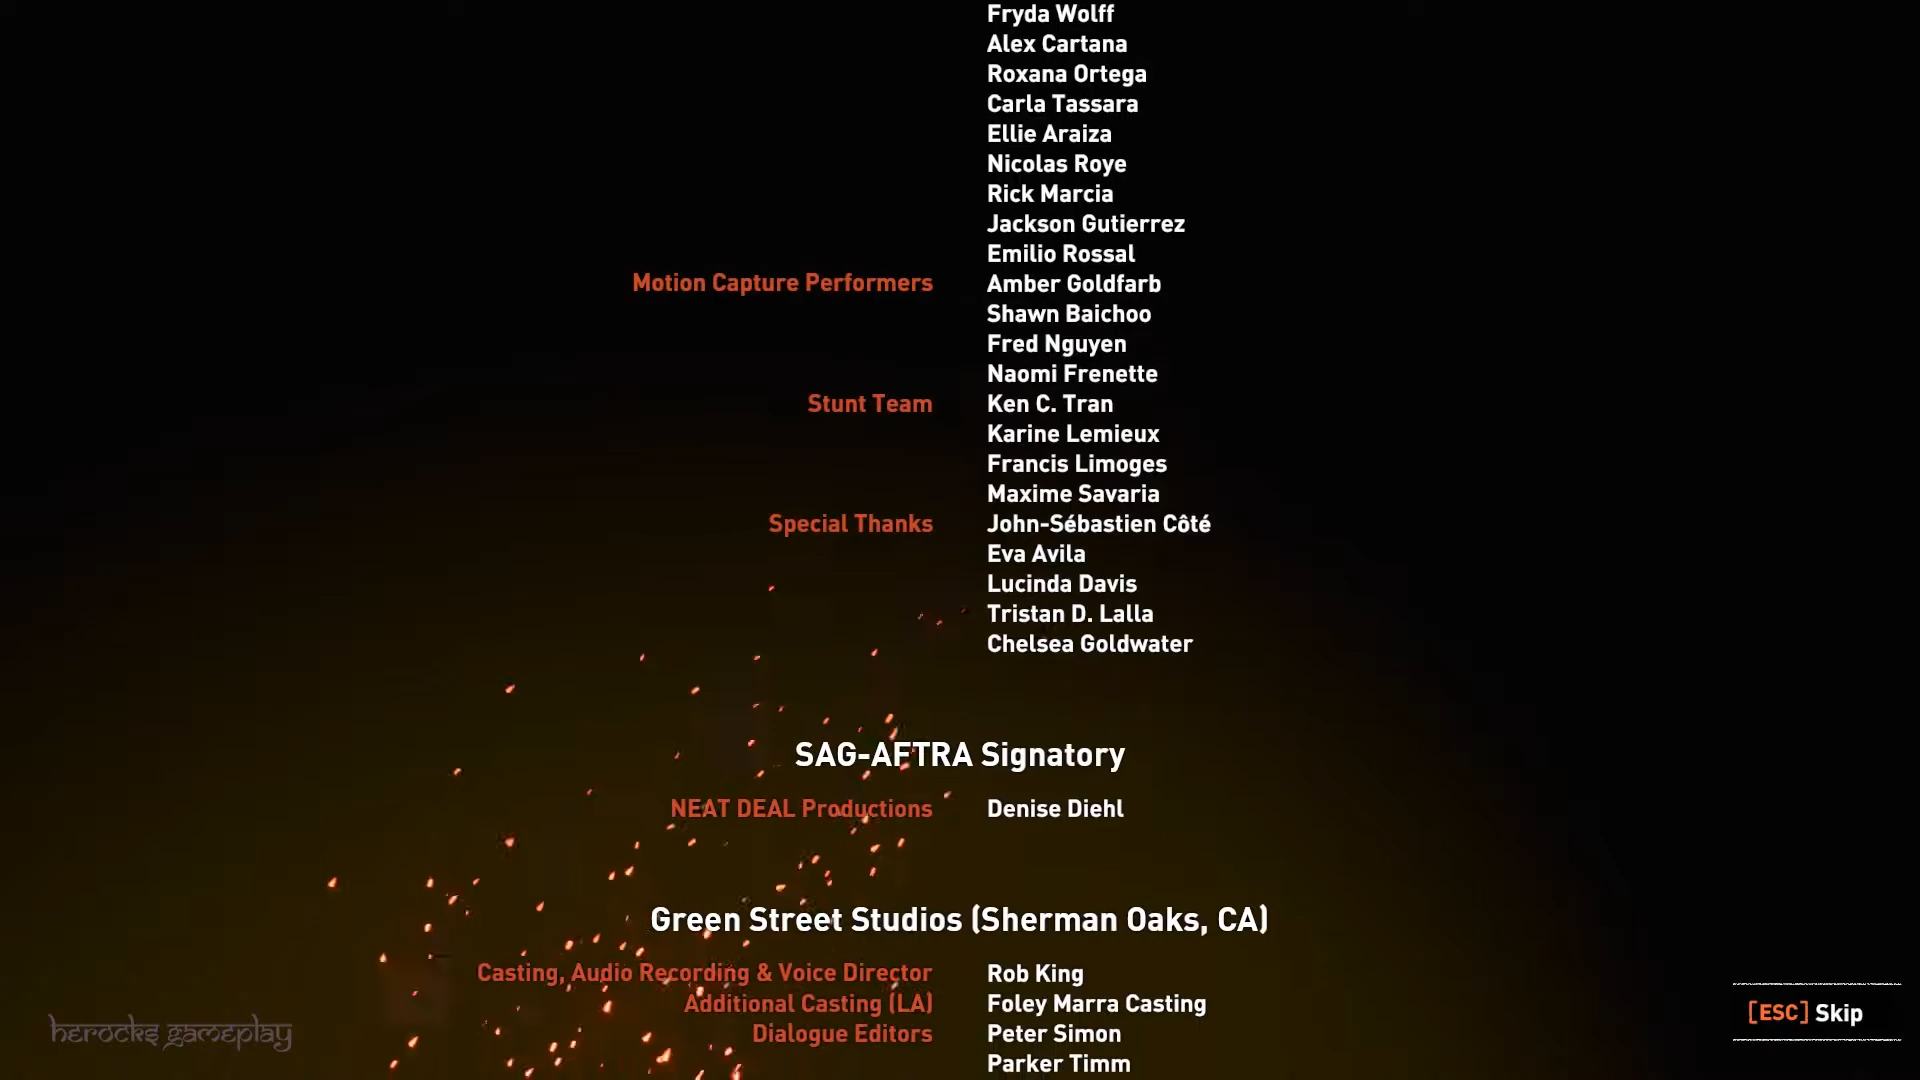 Fryda Wolff
Alex Cartana
Roxana Ortega
Carla Tassara
Ellie Araiza
Nicolas Roye
Rick Marcia
Jackson Gutierrez
Emilio Rossal
Motion Capture Performers Amber Goldfarb
Shawn Baichoo
Fred Nguyen
Naomi Frenette
Stunt Team Ken C. Tran
Karine Lemieux
Francis Limoges
Maxime Savaria
Special Thanks John-Sébastien Côté
Eva Avila
Lucinda Davis
Tristan D. Lalla
Chelsea Goldwater
SAG-AFTRA Signatory
NEAT DEAL Productions Denise Diehl
Green Street Studios (Sherman Oaks, CA)
Casting, Audio Recording & Voice Director Rob King
Additional Casting (LA) Foley Marra Casting
Dialogue Editors Peter Simon
Parker Timm
[ESC] Skip
herocks gameplay